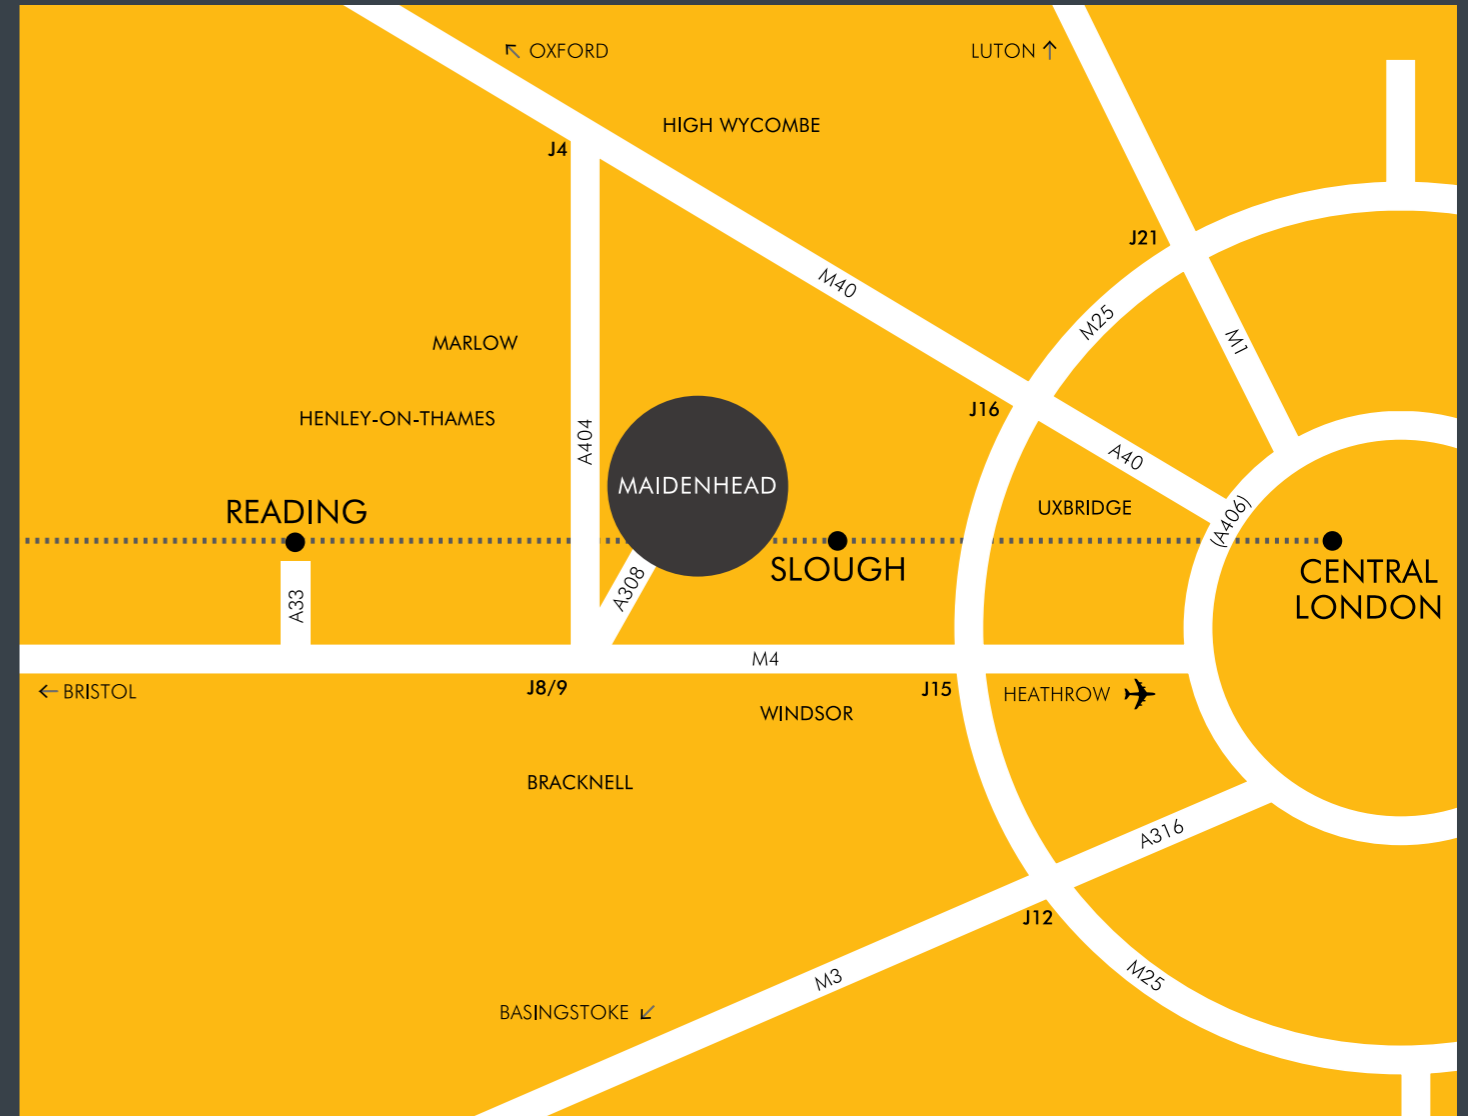 ↖ OXFORD
LUTON ↑
HIGH WYCOMBE
J4
J21
M40
M25
M1
MARLOW
J16
HENLEY-ON-THAMES
A404
A40
MAIDENHEAD
READING
UXBRIDGE
(A406)
SLOUGH
CENTRAL
LONDON
A308
A33
M4
← BRISTOL
J8/9
J15
HEATHROW
WINDSOR
BRACKNELL
A316
J12
M3
M25
BASINGSTOKE ↙